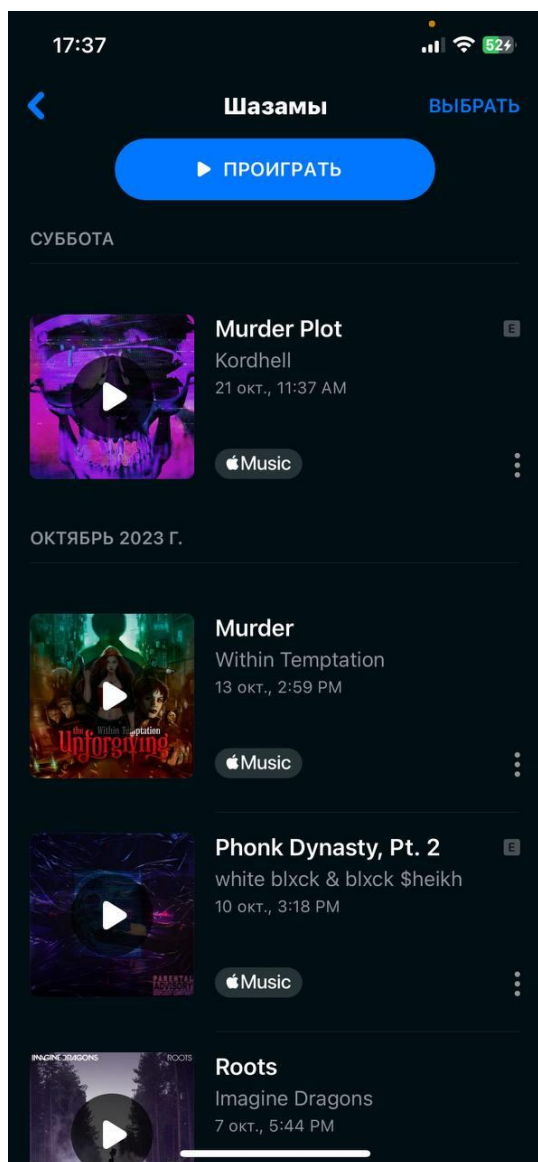 17:37
52
Шазамы
ВЫБРАТЬ
ПРОИГРАТЬ
СУББОТА
Murder Plot
E
Kordhell
21 окт., 11:37 AM
Music
ОКТЯБРЬ 2023 Г.
Murder
Within Temptation
13 окт., 2:59 PM
the Within Temptation
Unforgiving
Music
Phonk Dynasty, Pt. 2
E
white blxck & blxck $heikh
10 окт., 3:18 PM
PARENTAL
ADVISORY
Music
IMAGINE DRAGONS
ROOTS
Roots
Imagine Dragons
7 окт., 5:44 PM